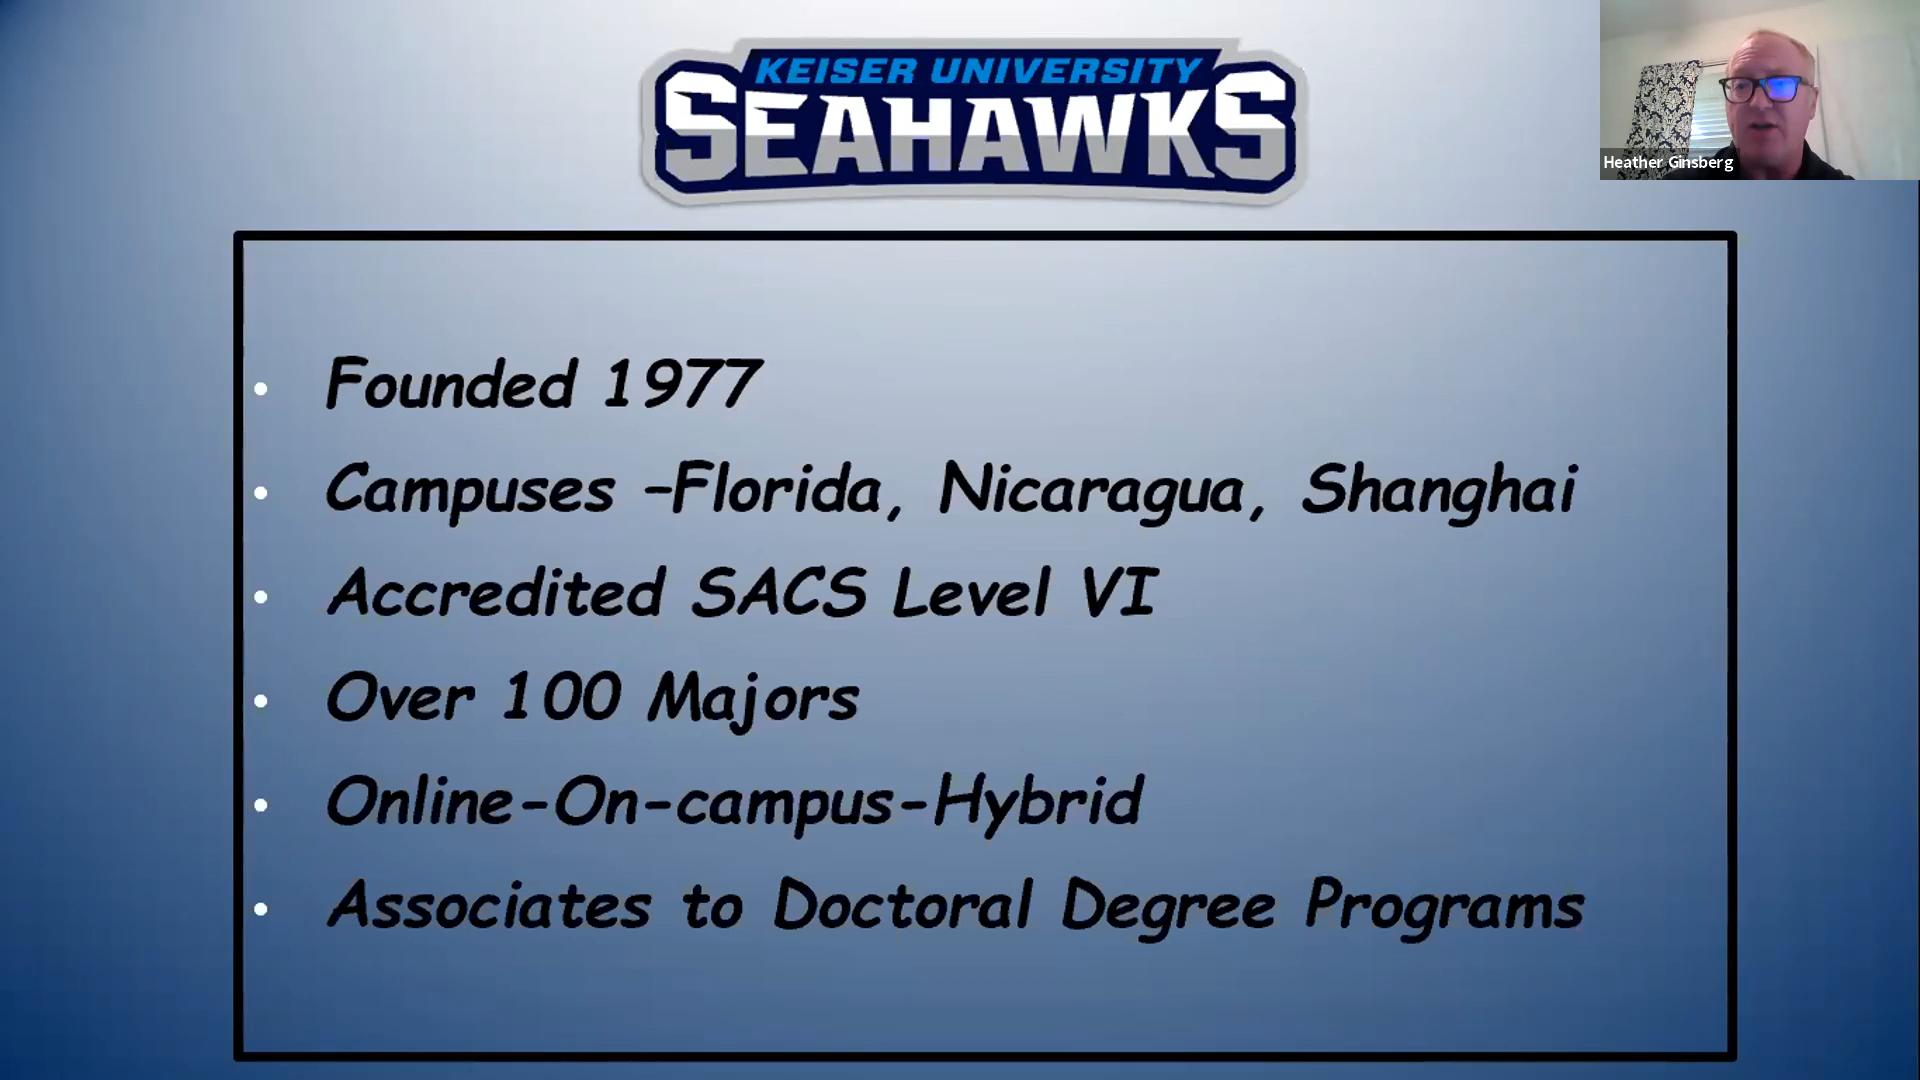 KEISER UNIVERSITY
SEAHAWKS
Heather Ginsberg
• Founded 1977
• Campuses –Florida, Nicaragua, Shanghai
• Accredited SACS Level VI
• Over 100 Majors
• Online-On-campus-Hybrid
• Associates to Doctoral Degree Programs